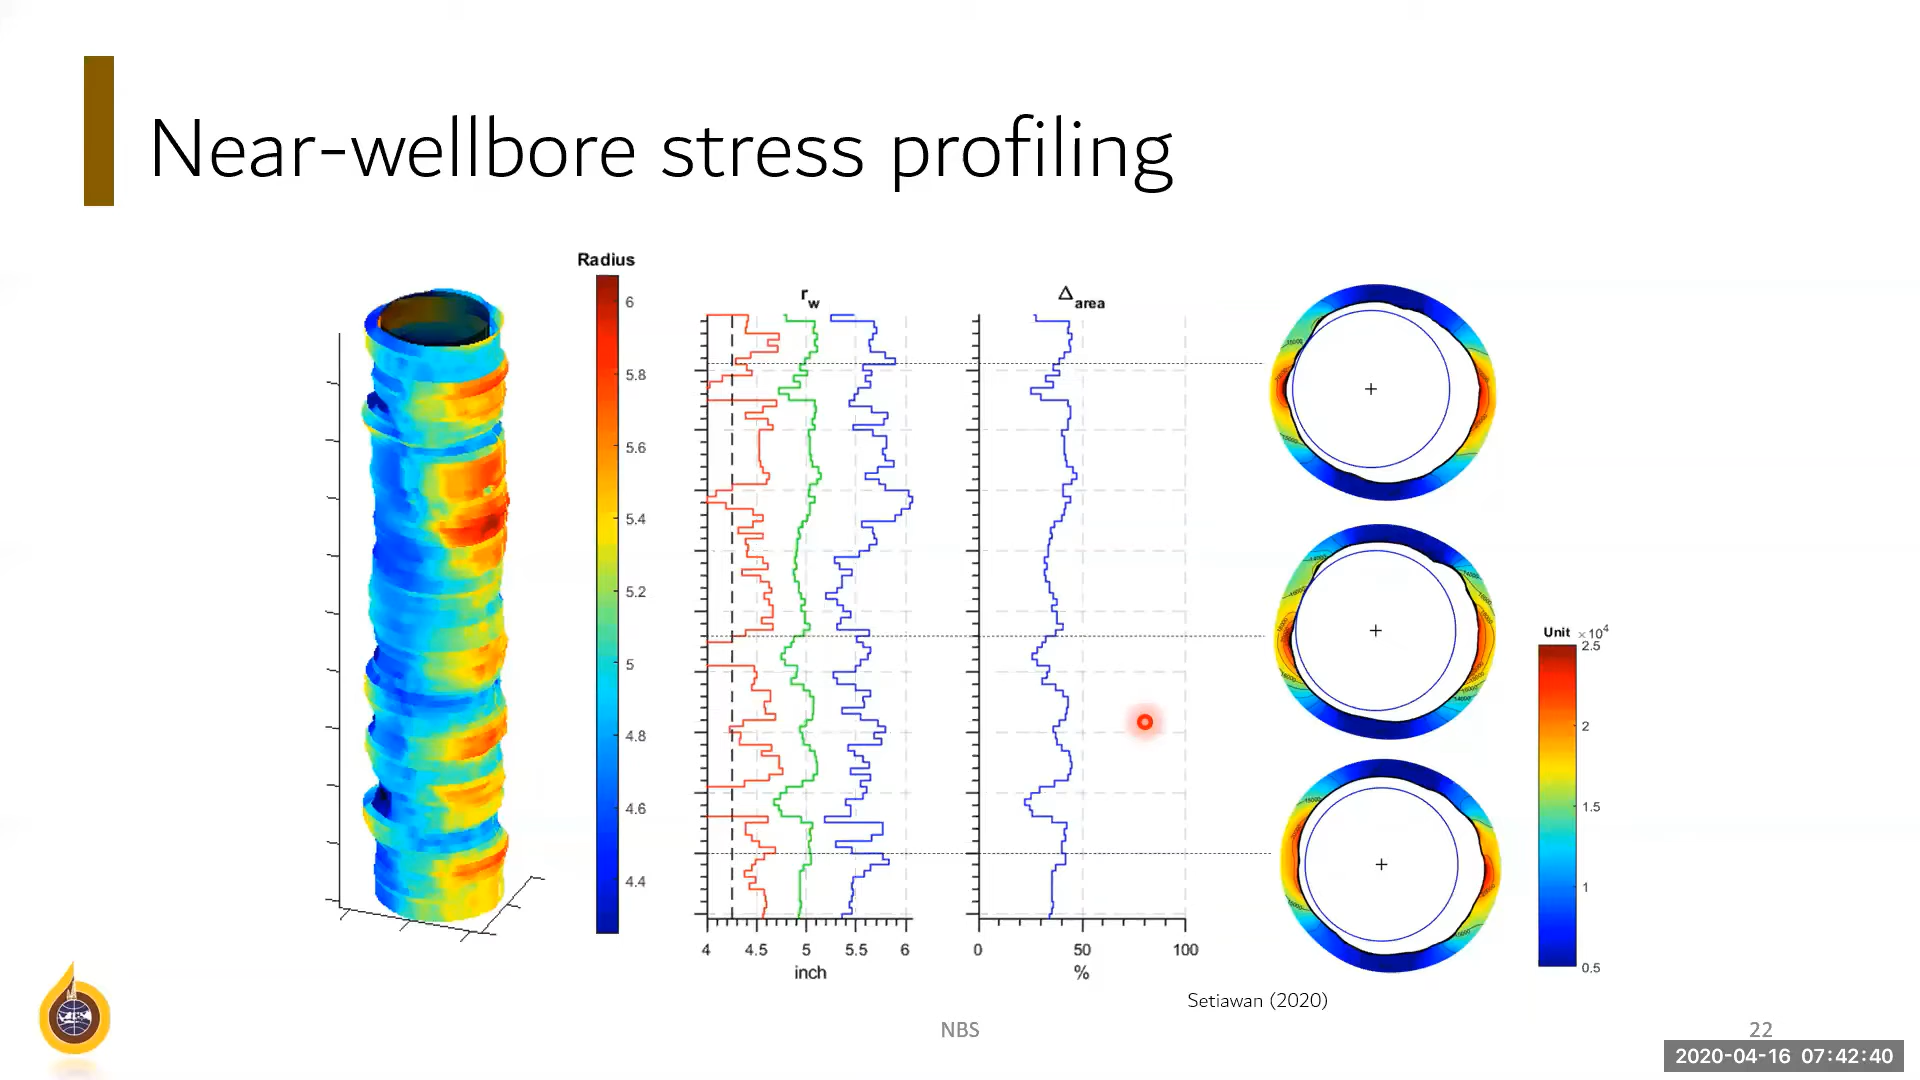 Near-wellbore stress profiling
Radius
6
5.8
5.6
5.4
5.2
5
4.8
4.6
4.4
r w
4 4.5 5 5.5 6
inch
Δ area
0 50 100
%
Unit ×10^4
2.5
2
1.5
1
0.5
Setiawan (2020)
NBS
22
2020-04-16 07:42:40